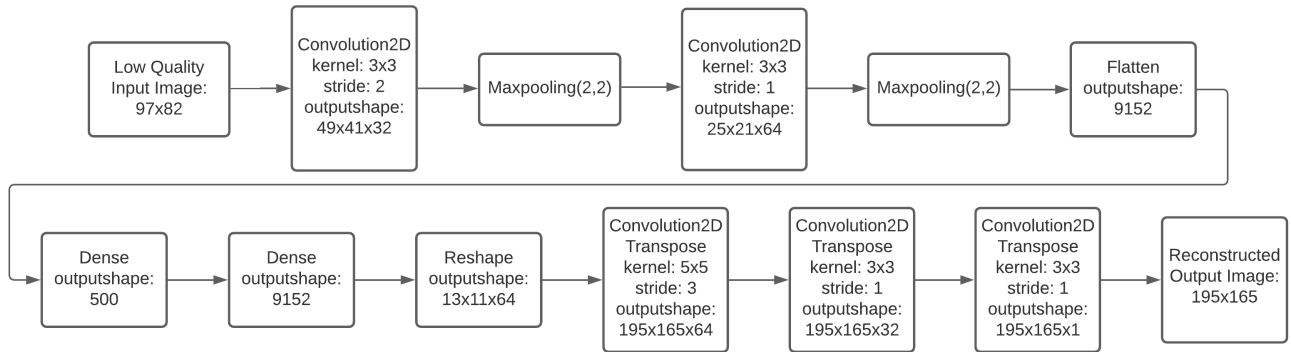 Low Quality
Input Image:
97x82
Convolution2D
kernel: 3x3
stride: 2
outputshape:
49x41x32
Maxpooling(2,2)
Convolution2D
kernel: 3x3
stride: 1
outputshape:
25x21x64
Maxpooling(2,2)
Flatten
outputshape:
9152
Dense
outputshape:
500
Dense
outputshape:
9152
Reshape
outputshape:
13x11x64
Convolution2D
Transpose
kernel: 5x5
stride: 3
outputshape:
195x165x64
Convolution2D
Transpose
kernel: 3x3
stride: 1
outputshape:
195x165x32
Convolution2D
Transpose
kernel: 3x3
stride: 1
outputshape:
195x165x1
Reconstructed
Output Image:
195x165